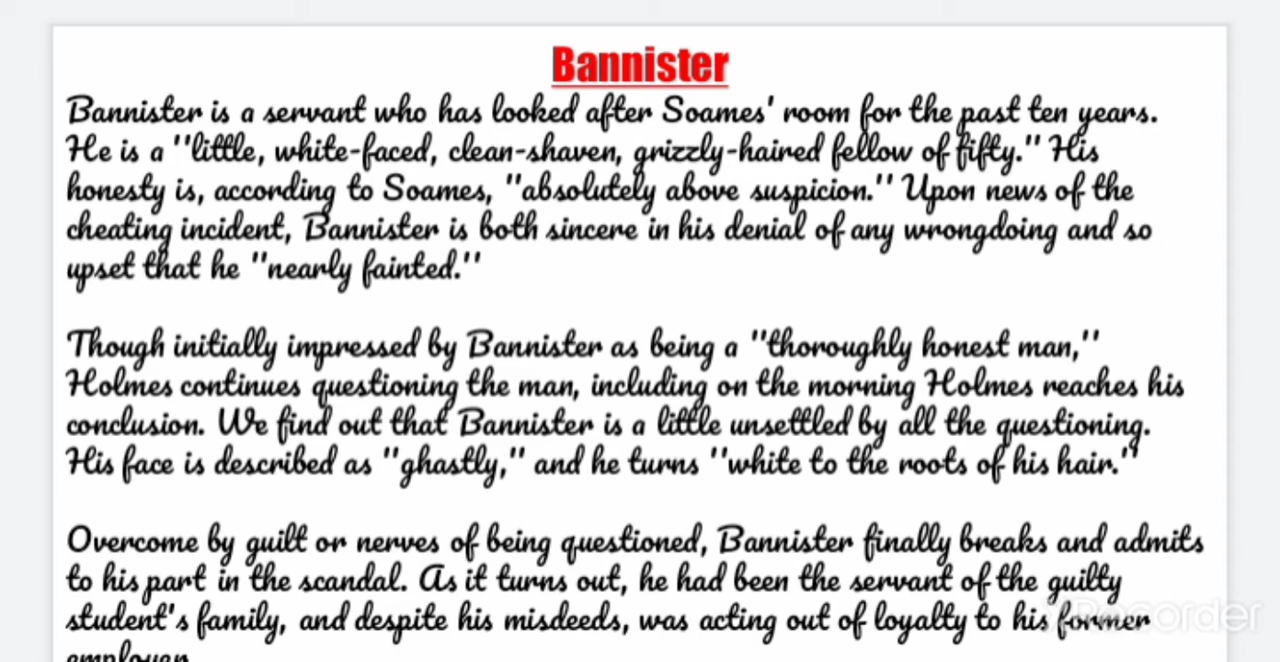 Bannister
Bannister is a servant who has looked after Soames' room for the past ten years.
He is a "little, white-faced, clean-shaven, grizzly-haired fellow of fifty." His
honesty is, according to Soames, "absolutely above suspicion." Upon news of the
cheating incident, Bannister is both sincere in his denial of any wrongdoing and so
upset that he "nearly fainted."
Though initially impressed by Bannister as being a "thoroughly honest man,"
Holmes continues questioning the man, including on the morning Holmes reaches his
conclusion. We find out that Bannister is a little unsettled by all the questioning.
His face is described as "ghastly," and he turns "white to the roots of his hair."
Overcome by guilt or nerves of being questioned, Bannister finally breaks and admits
to his part in the scandal. As it turns out, he had been the servant of the guilty
student's family, and despite his misdeeds, was acting out of loyalty to his former
employer.